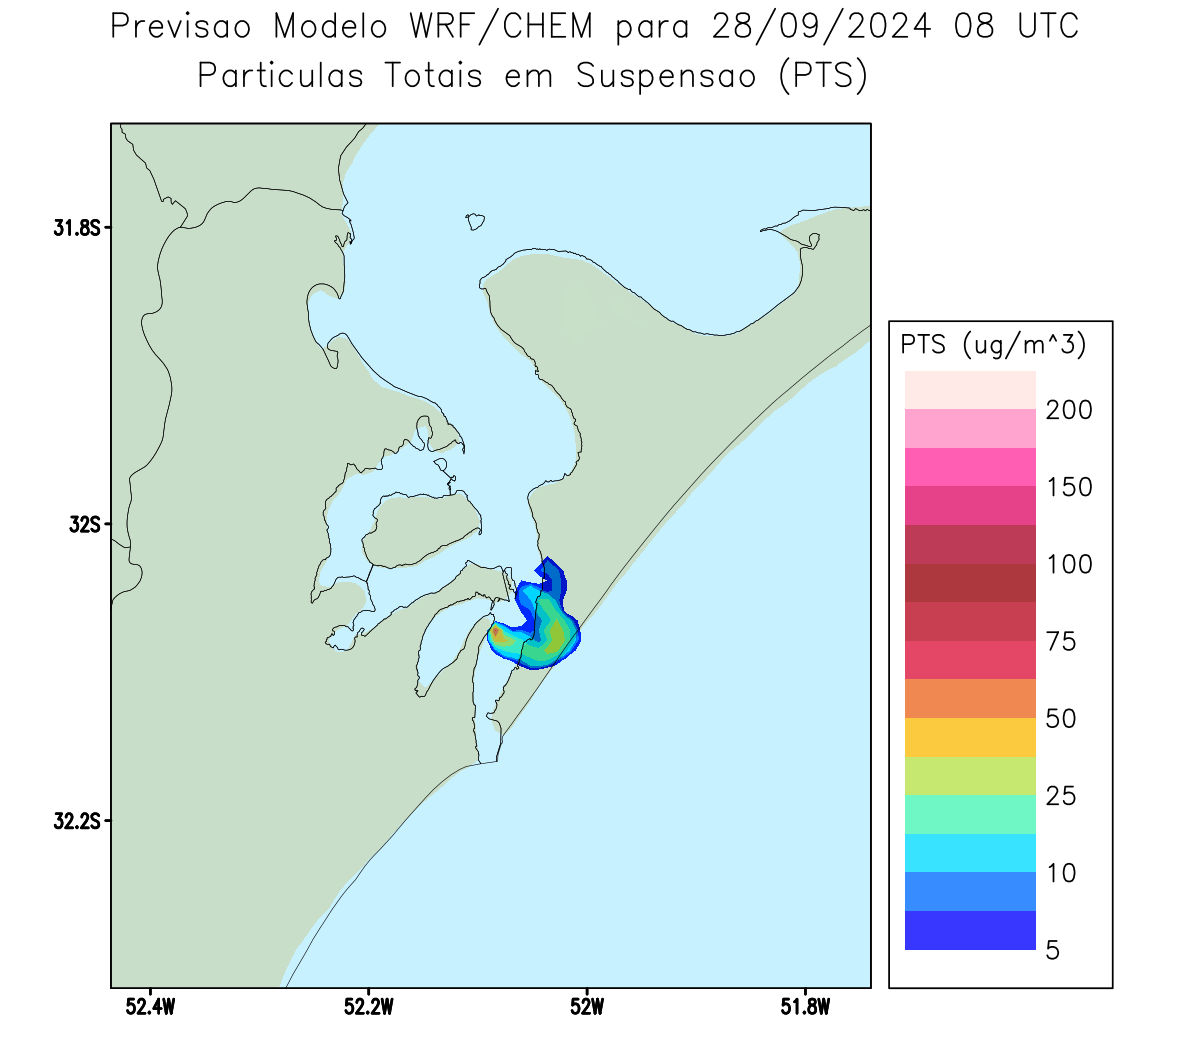 Previsao Modelo WRF/CHEM para 28/09/2024 08 UTC
Particulas Totais em Suspensao (PTS)
31.8S
32S
32.2S
52.4W
52.2W
52W
51.8W
PTS (ug/m^3)
200
150
100
75
50
25
10
5